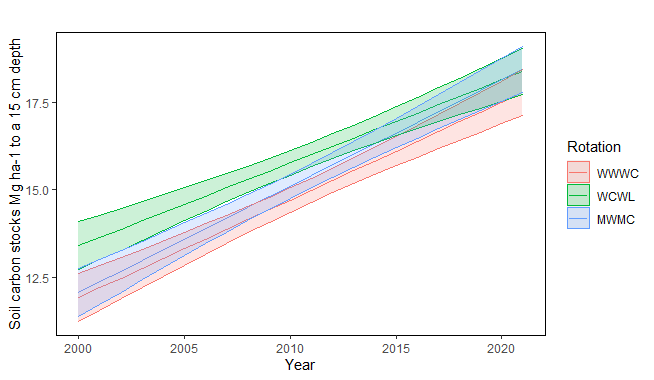 Soil carbon stocks Mg ha-1 to a 15 cm depth
17.5
15.0
12.5
2000 2005 2010 2015 2020
Year
Rotation
WWWC
WCWL
MWMC